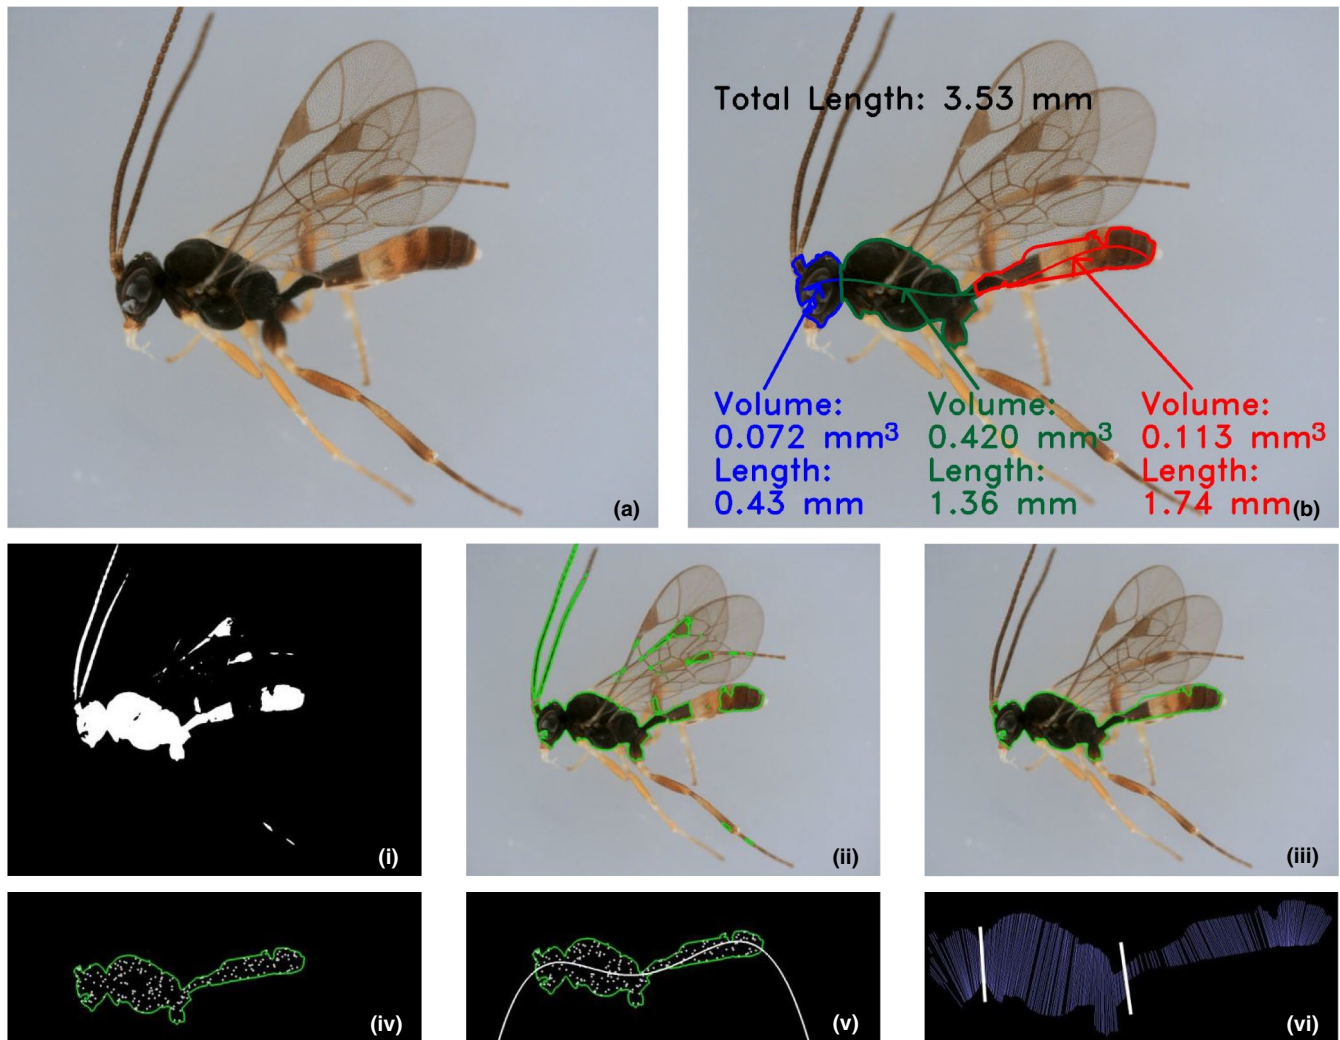 Total Length: 3.53 mm
Volume:
0.072 mm³
Length:
0.43 mm
Volume:
0.420 mm³
Length:
1.36 mm
Volume:
0.113 mm³
Length:
1.74 mm
(a)
(b)
(i)
(ii)
(iii)
(iv)
(v)
(vi)